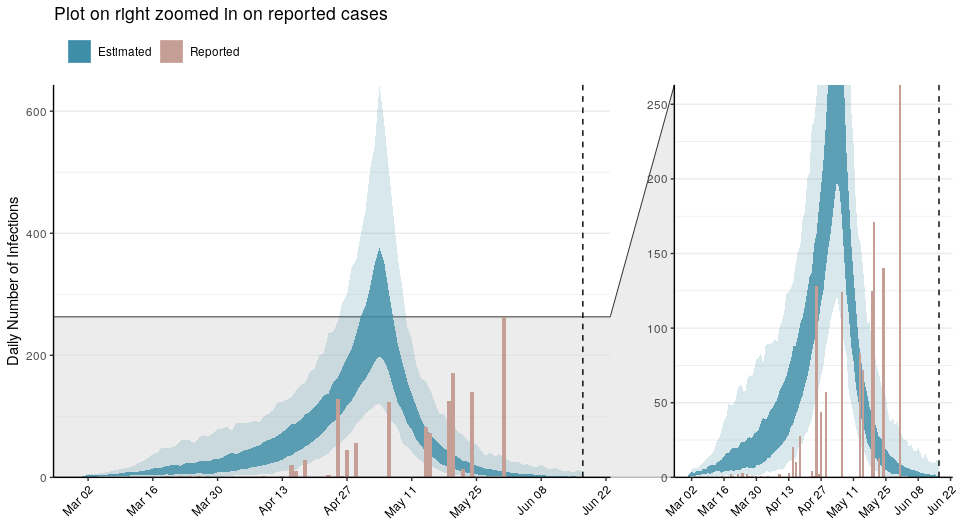 Plot on right zoomed in on reported cases
Estimated Reported
Daily Number of Infections
600
400
200
0
Mar 02 Mar 16 Mar 30 Apr 13 Apr 27 May 11 May 25 Jun 08 Jun 22
250
200
150
100
50
0
Mar 02 Mar 16 Mar 30 Apr 13 Apr 27 May 11 May 25 Jun 08 Jun 22